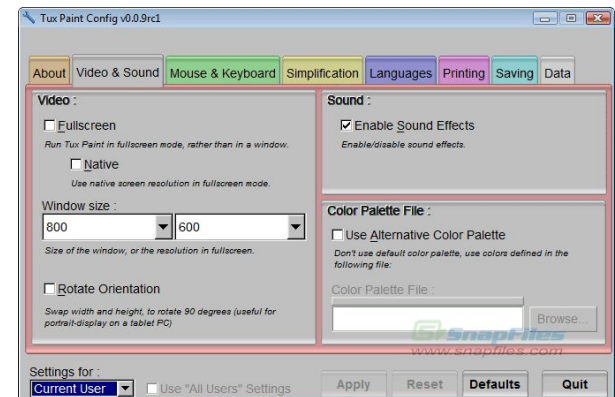 Tux Paint Config v0.0.9rc1
About Video & Sound Mouse & Keyboard Simplification Languages Printing Saving Data
Video :
Fullscreen
Run Tux Paint in fullscreen mode, rather than in a window.
Native
Use native screen resolution in fullscreen mode.
Window size :
800 600
Size of the window, or the resolution in fullscreen.
Rotate Orientation
Swap width and height, to rotate 90 degrees (useful for
portrait-display on a tablet PC)
Sound :
Enable Sound Effects
Enable/disable sound effects.
Color Palette File :
Use Alternative Color Palette
Don't use default color palette, use colors defined in the
following file:
Color Palette File :
Browse...
SnapFiles
www.snapfiles.com
Settings for :
Current User Use "All Users" Settings Apply Reset Defaults Quit